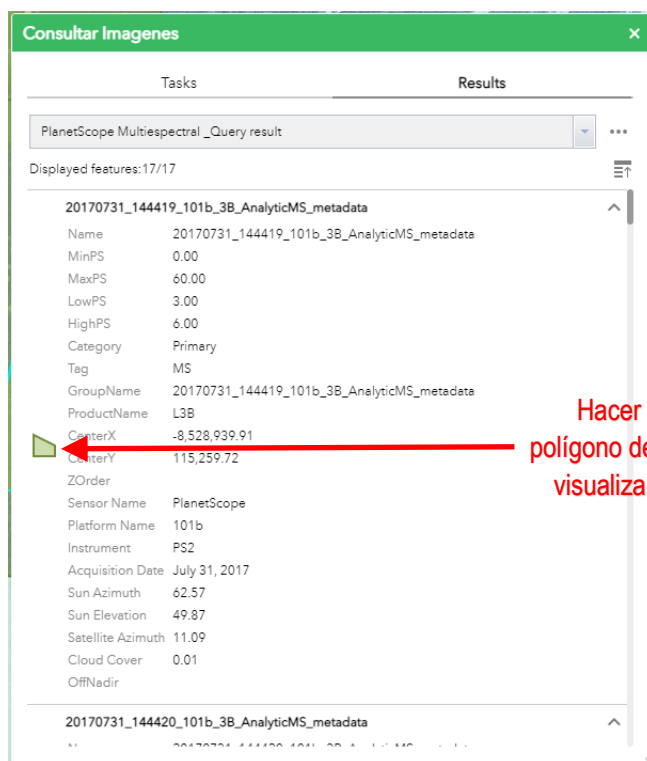 Consultar Imagenes ×
Tasks Results
PlanetScope Multiespectral _Query result
Displayed features:17/17
20170731_144419_101b_3B_AnalyticMS_metadata
Name 20170731_144419_101b_3B_AnalyticMS_metadata
MinPS 0.00
MaxPS 60.00
LowPS 3.00
HighPS 6.00
Category Primary
Tag MS
GroupName 20170731_144419_101b_3B_AnalyticMS_metadata
ProductName L3B
Hacer
CenterX -8,528,939.91
polígono de
CenterY 115,259.72
visualiza
ZOrder
Sensor Name PlanetScope
Platform Name 101b
Instrument PS2
Acquisition Date July 31, 2017
Sun Azimuth 62.57
Sun Elevation 49.87
Satellite Azimuth 11.09
Cloud Cover 0.01
OffNadir
20170731_144420_101b_3B_AnalyticMS_metadata